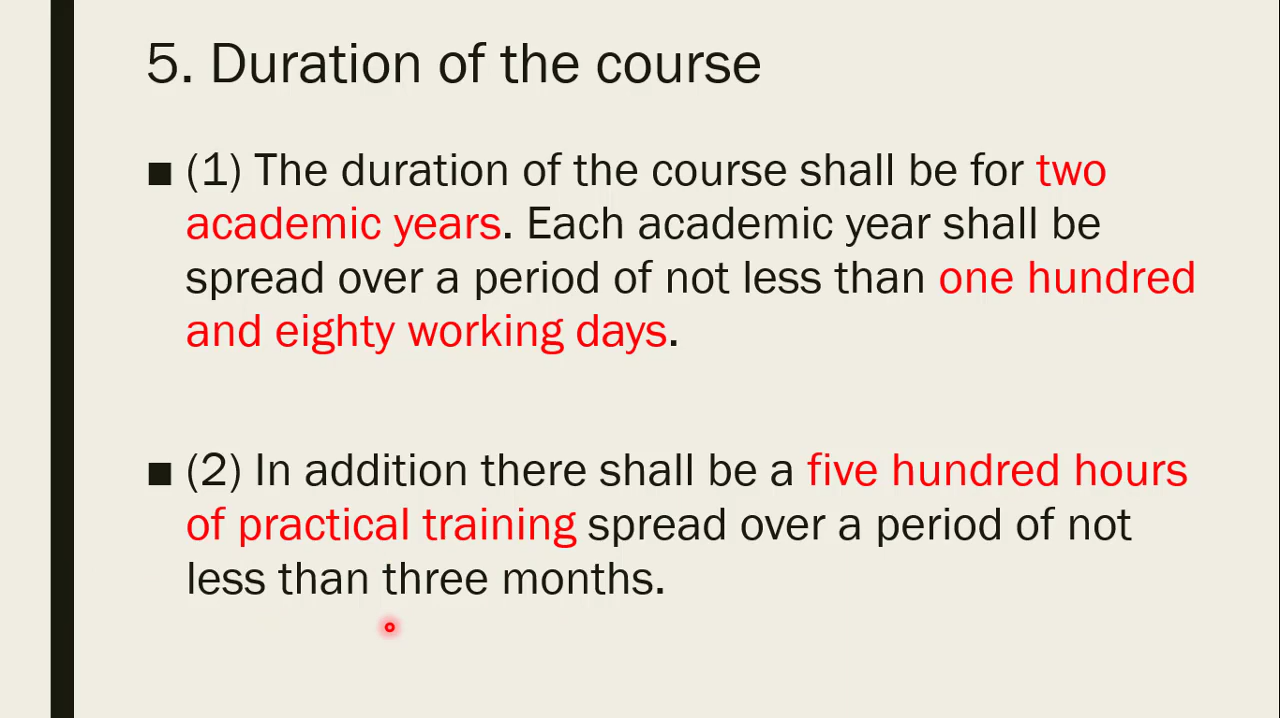 5. Duration of the course
■ (1) The duration of the course shall be for two
academic years. Each academic year shall be
spread over a period of not less than one hundred
and eighty working days.
■ (2) In addition there shall be a five hundred hours
of practical training spread over a period of not
less than three months.